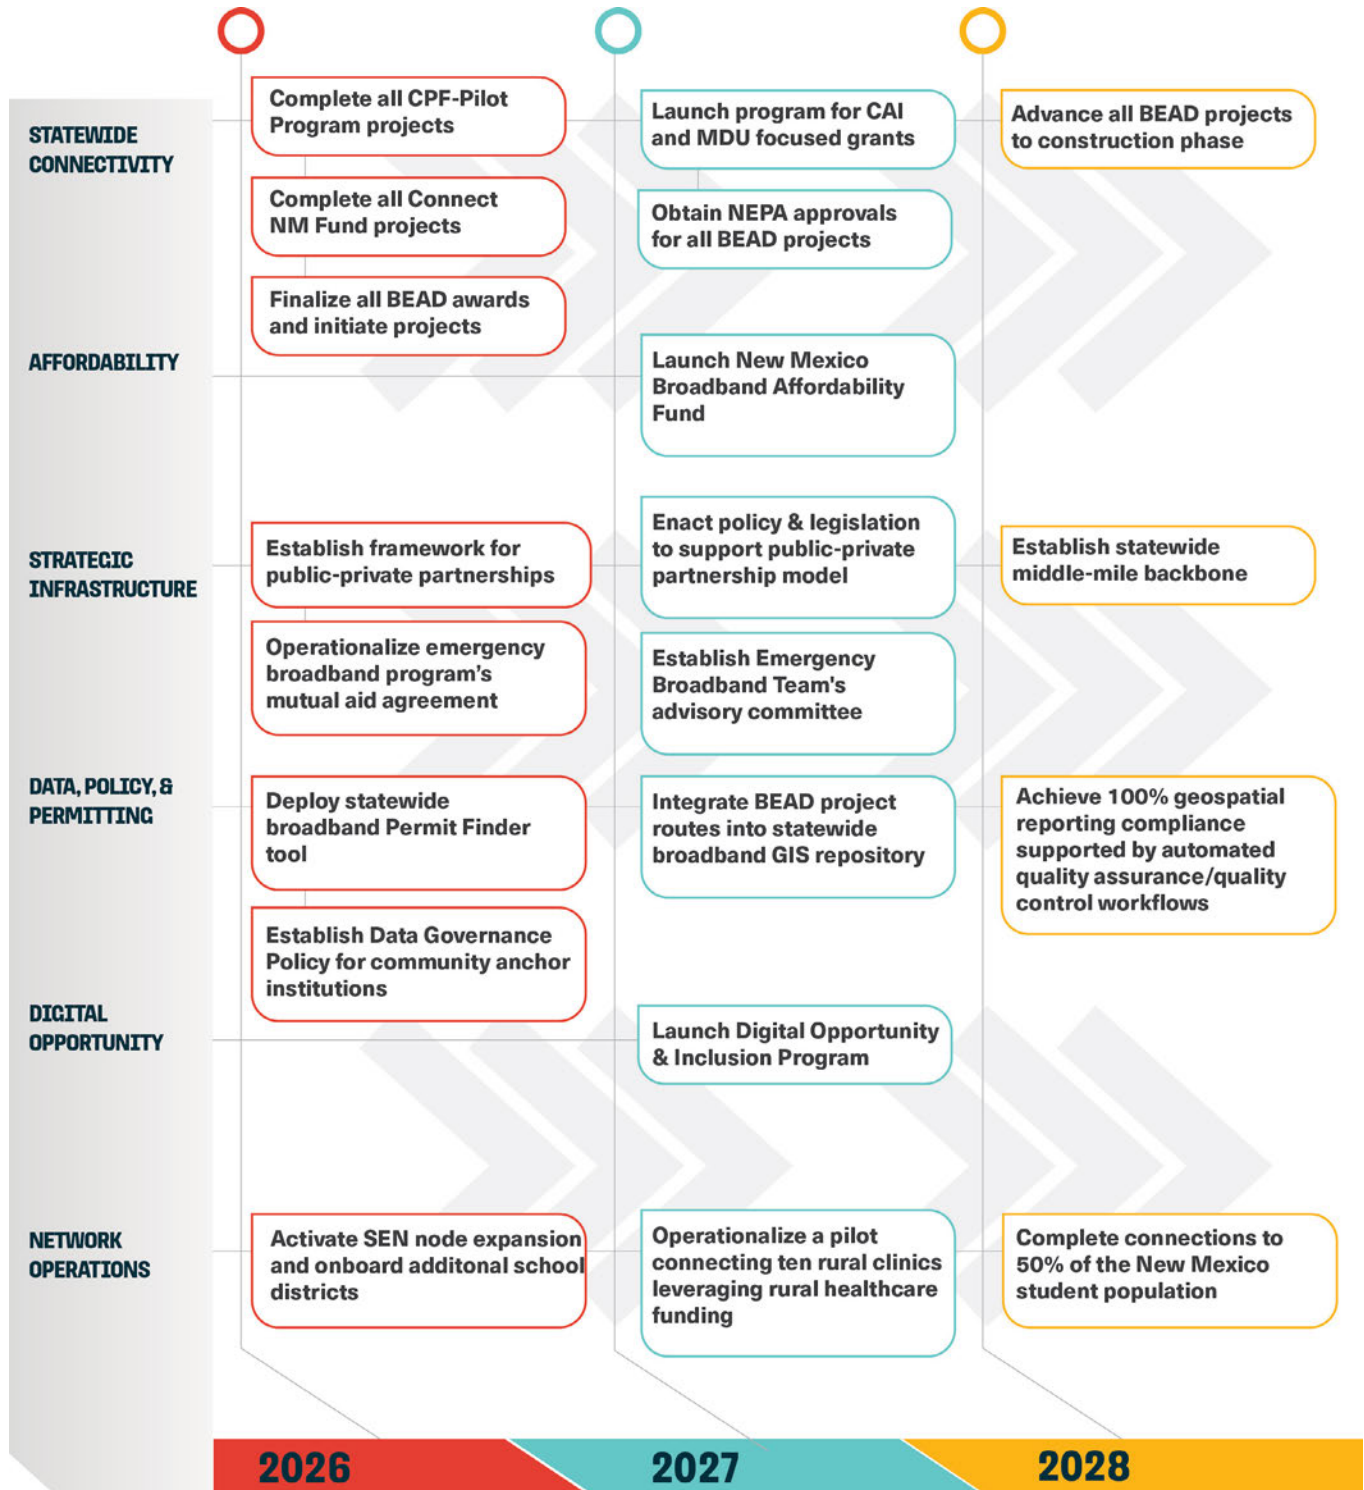 STATEWIDE
CONNECTIVITY
Complete all CPF-Pilot
Program projects
Complete all Connect
NM Fund projects
Finalize all BEAD awards
and initiate projects
Launch program for CAI
and MDU focused grants
Obtain NEPA approvals
for all BEAD projects
Advance all BEAD projects
to construction phase
AFFORDABILITY
Launch New Mexico
Broadband Affordability
Fund
STRATEGIC
INFRASTRUCTURE
Establish framework for
public-private partnerships
Operationalize emergency
broadband program’s
mutual aid agreement
Enact policy & legislation
to support public-private
partnership model
Establish Emergency
Broadband Team's
advisory committee
Establish statewide
middle-mile backbone
DATA, POLICY, &
PERMITTING
Deploy statewide
broadband Permit Finder
tool
Establish Data Governance
Policy for community anchor
institutions
Integrate BEAD project
routes into statewide
broadband GIS repository
Achieve 100% geospatial
reporting compliance
supported by automated
quality assurance/quality
control workflows
DIGITAL
OPPORTUNITY
Launch Digital Opportunity
& Inclusion Program
NETWORK
OPERATIONS
Activate SEN node expansion
and onboard additonal school
districts
Operationalize a pilot
connecting ten rural clinics
leveraging rural healthcare
funding
Complete connections to
50% of the New Mexico
student population
2026
2027
2028